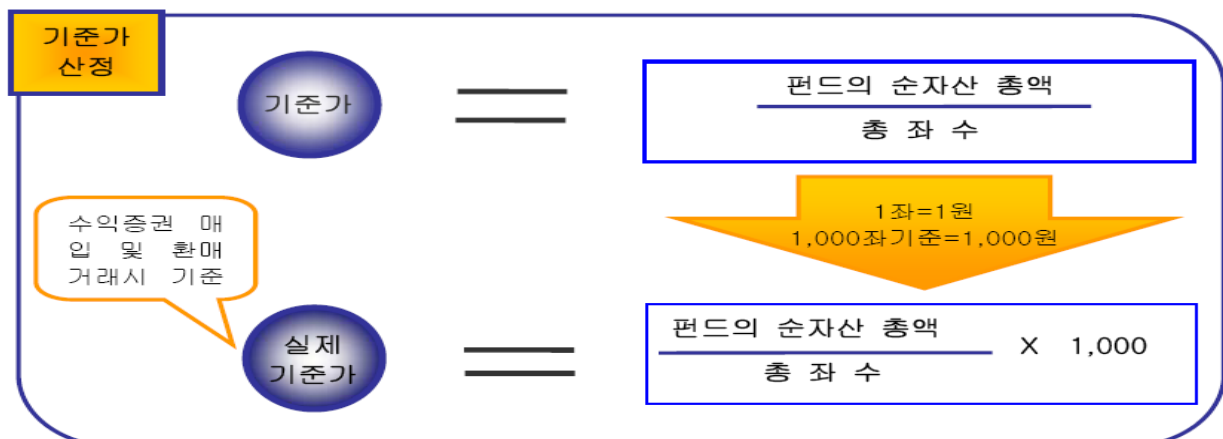 기준가
산정
기준가
펀드의 순자산 총액
총 좌 수
1좌=1원
1,000좌기준=1,000원
수익증권 매
입 및 환매
거래시 기준
실제
기준가
펀드의 순자산 총액
총 좌 수
X 1,000